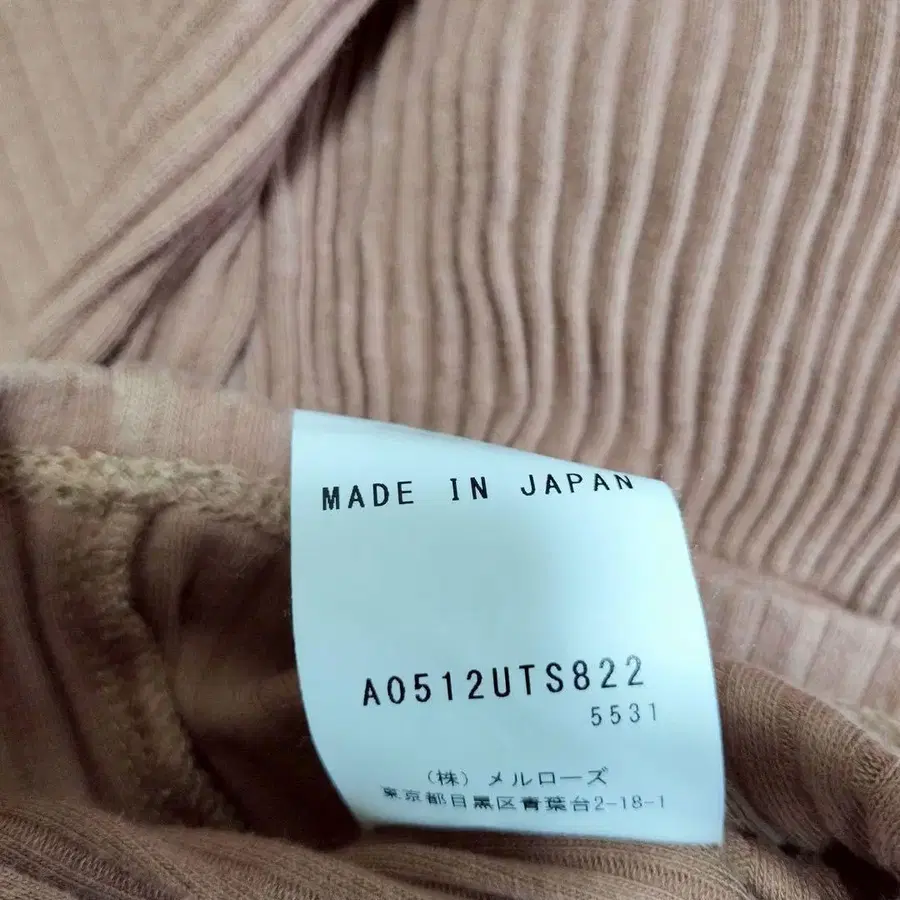 MADE IN JAPAN
A0512UTS822
5531
（株）メルローズ
東京都目黒区青葉台2-18-1